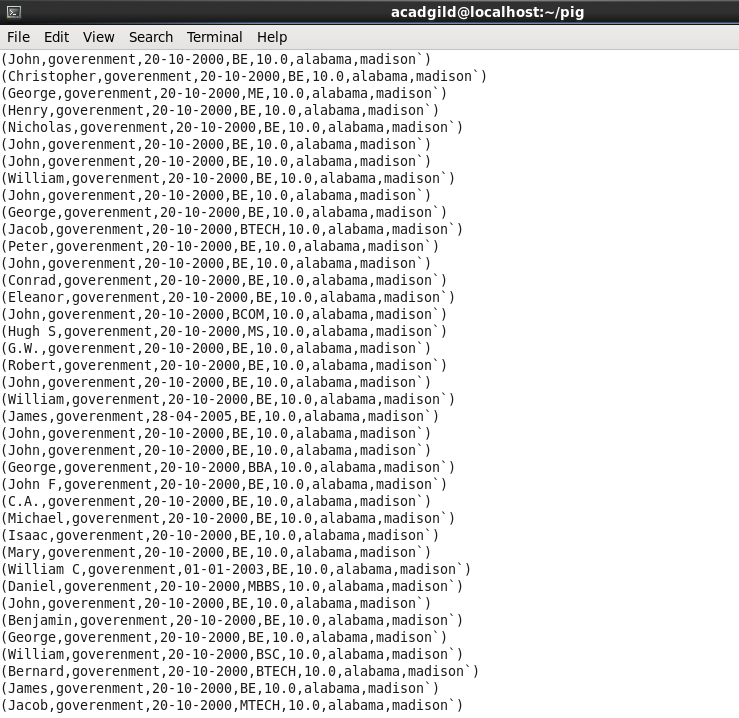 acadgild@localhost:~/pig
File Edit View Search Terminal Help
(John,goverenment,20-10-2000,BE,10.0,alabama,madison`)
(Christopher,goverenment,20-10-2000,BE,10.0,alabama,madison`)
(George,goverenment,20-10-2000,ME,10.0,alabama,madison`)
(Henry,goverenment,20-10-2000,BE,10.0,alabama,madison`)
(Nicholas,goverenment,20-10-2000,BE,10.0,alabama,madison`)
(John,goverenment,20-10-2000,BE,10.0,alabama,madison`)
(John,goverenment,20-10-2000,BE,10.0,alabama,madison`)
(William,goverenment,20-10-2000,BE,10.0,alabama,madison`)
(John,goverenment,20-10-2000,BE,10.0,alabama,madison`)
(George,goverenment,20-10-2000,BE,10.0,alabama,madison`)
(Jacob,goverenment,20-10-2000,BTECH,10.0,alabama,madison`)
(Peter,goverenment,20-10-2000,BE,10.0,alabama,madison`)
(John,goverenment,20-10-2000,BE,10.0,alabama,madison`)
(Conrad,goverenment,20-10-2000,BE,10.0,alabama,madison`)
(Eleanor,goverenment,20-10-2000,BE,10.0,alabama,madison`)
(John,goverenment,20-10-2000,BCOM,10.0,alabama,madison`)
(Hugh S,goverenment,20-10-2000,MS,10.0,alabama,madison`)
(G.W.,goverenment,20-10-2000,BE,10.0,alabama,madison`)
(Robert,goverenment,20-10-2000,BE,10.0,alabama,madison`)
(John,goverenment,20-10-2000,BE,10.0,alabama,madison`)
(William,goverenment,20-10-2000,BE,10.0,alabama,madison`)
(James,goverenment,28-04-2005,BE,10.0,alabama,madison`)
(John,goverenment,20-10-2000,BE,10.0,alabama,madison`)
(John,goverenment,20-10-2000,BE,10.0,alabama,madison`)
(George,goverenment,20-10-2000,BBA,10.0,alabama,madison`)
(John F,goverenment,20-10-2000,BE,10.0,alabama,madison`)
(C.A.,goverenment,20-10-2000,BE,10.0,alabama,madison`)
(Michael,goverenment,20-10-2000,BE,10.0,alabama,madison`)
(Isaac,goverenment,20-10-2000,BE,10.0,alabama,madison`)
(Mary,goverenment,20-10-2000,BE,10.0,alabama,madison`)
(William C,goverenment,01-01-2003,BE,10.0,alabama,madison`)
(Daniel,goverenment,20-10-2000,MBBS,10.0,alabama,madison`)
(John,goverenment,20-10-2000,BE,10.0,alabama,madison`)
(Benjamin,goverenment,20-10-2000,BE,10.0,alabama,madison`)
(George,goverenment,20-10-2000,BE,10.0,alabama,madison`)
(William,goverenment,20-10-2000,BSC,10.0,alabama,madison`)
(Bernard,goverenment,20-10-2000,BTECH,10.0,alabama,madison`)
(James,goverenment,20-10-2000,BE,10.0,alabama,madison`)
(Jacob,goverenment,20-10-2000,MTECH,10.0,alabama,madison`)